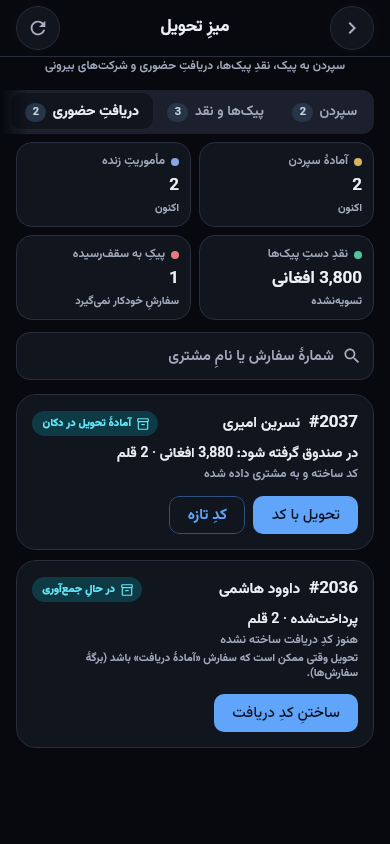 میزِ تحویل
سپردن به پیک، نقدِ پیک‌ها، دریافتِ حضوری و شرکت‌های بیرونی
سپردن 2
پیک‌ها و نقد 3
دریافتِ حضوری 2
آمادهٔ سپردن
2
اکنون
مأموریتِ زنده
2
اکنون
نقدِ دستِ پیک‌ها
3,800 افغانی
تسویه‌نشده
پیکِ به سقف‌رسیده
1
سفارشِ خودکار نمی‌گیرد
شمارهٔ سفارش یا نامِ مشتری
#2037 نسرین امیری
آمادهٔ تحویل در دکان
در صندوق گرفته شود: 3,880 افغانی · 2 قلم
کد ساخته و به مشتری داده شده
تحویل با کد
کدِ تازه
#2036 داوود هاشمی
در حالِ جمع‌آوری
پرداخت‌شده · 2 قلم
هنوز کدِ دریافت ساخته نشده
تحویل وقتی ممکن است که سفارش «آمادهٔ دریافت» باشد (برگهٔ
سفارش‌ها).
ساختنِ کدِ دریافت